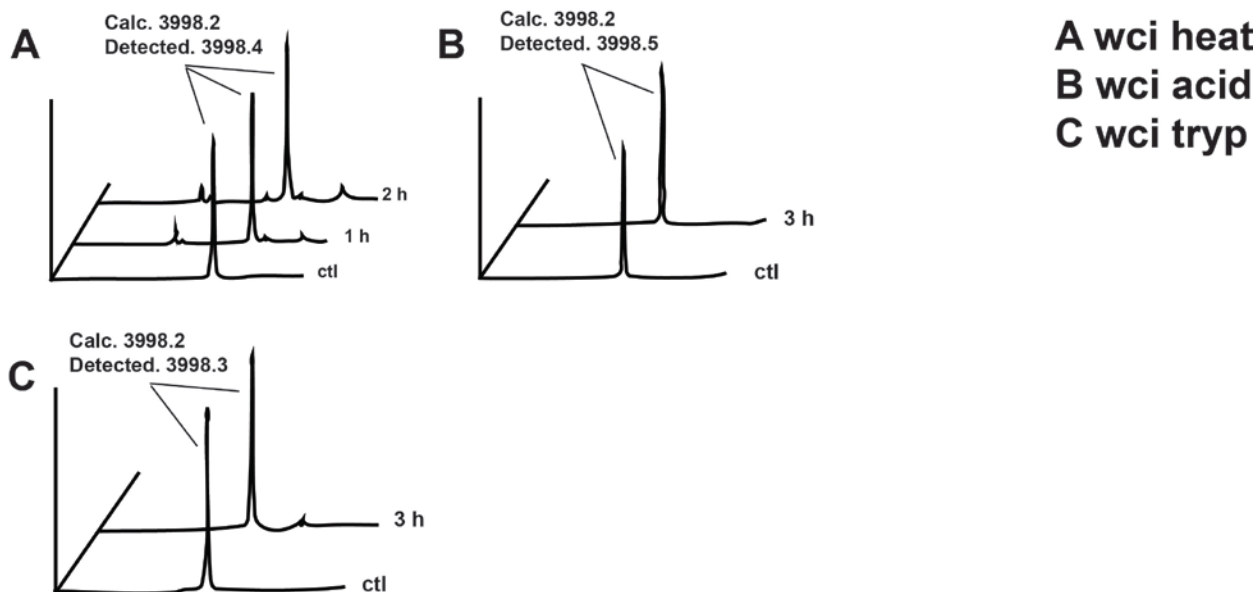 A
Calc. 3998.2
Detected. 3998.4
2 h
1 h
ctl
B
Calc. 3998.2
Detected. 3998.5
3 h
ctl
A wci heat
B wci acid
C wci tryp
C
Calc. 3998.2
Detected. 3998.3
3 h
ctl